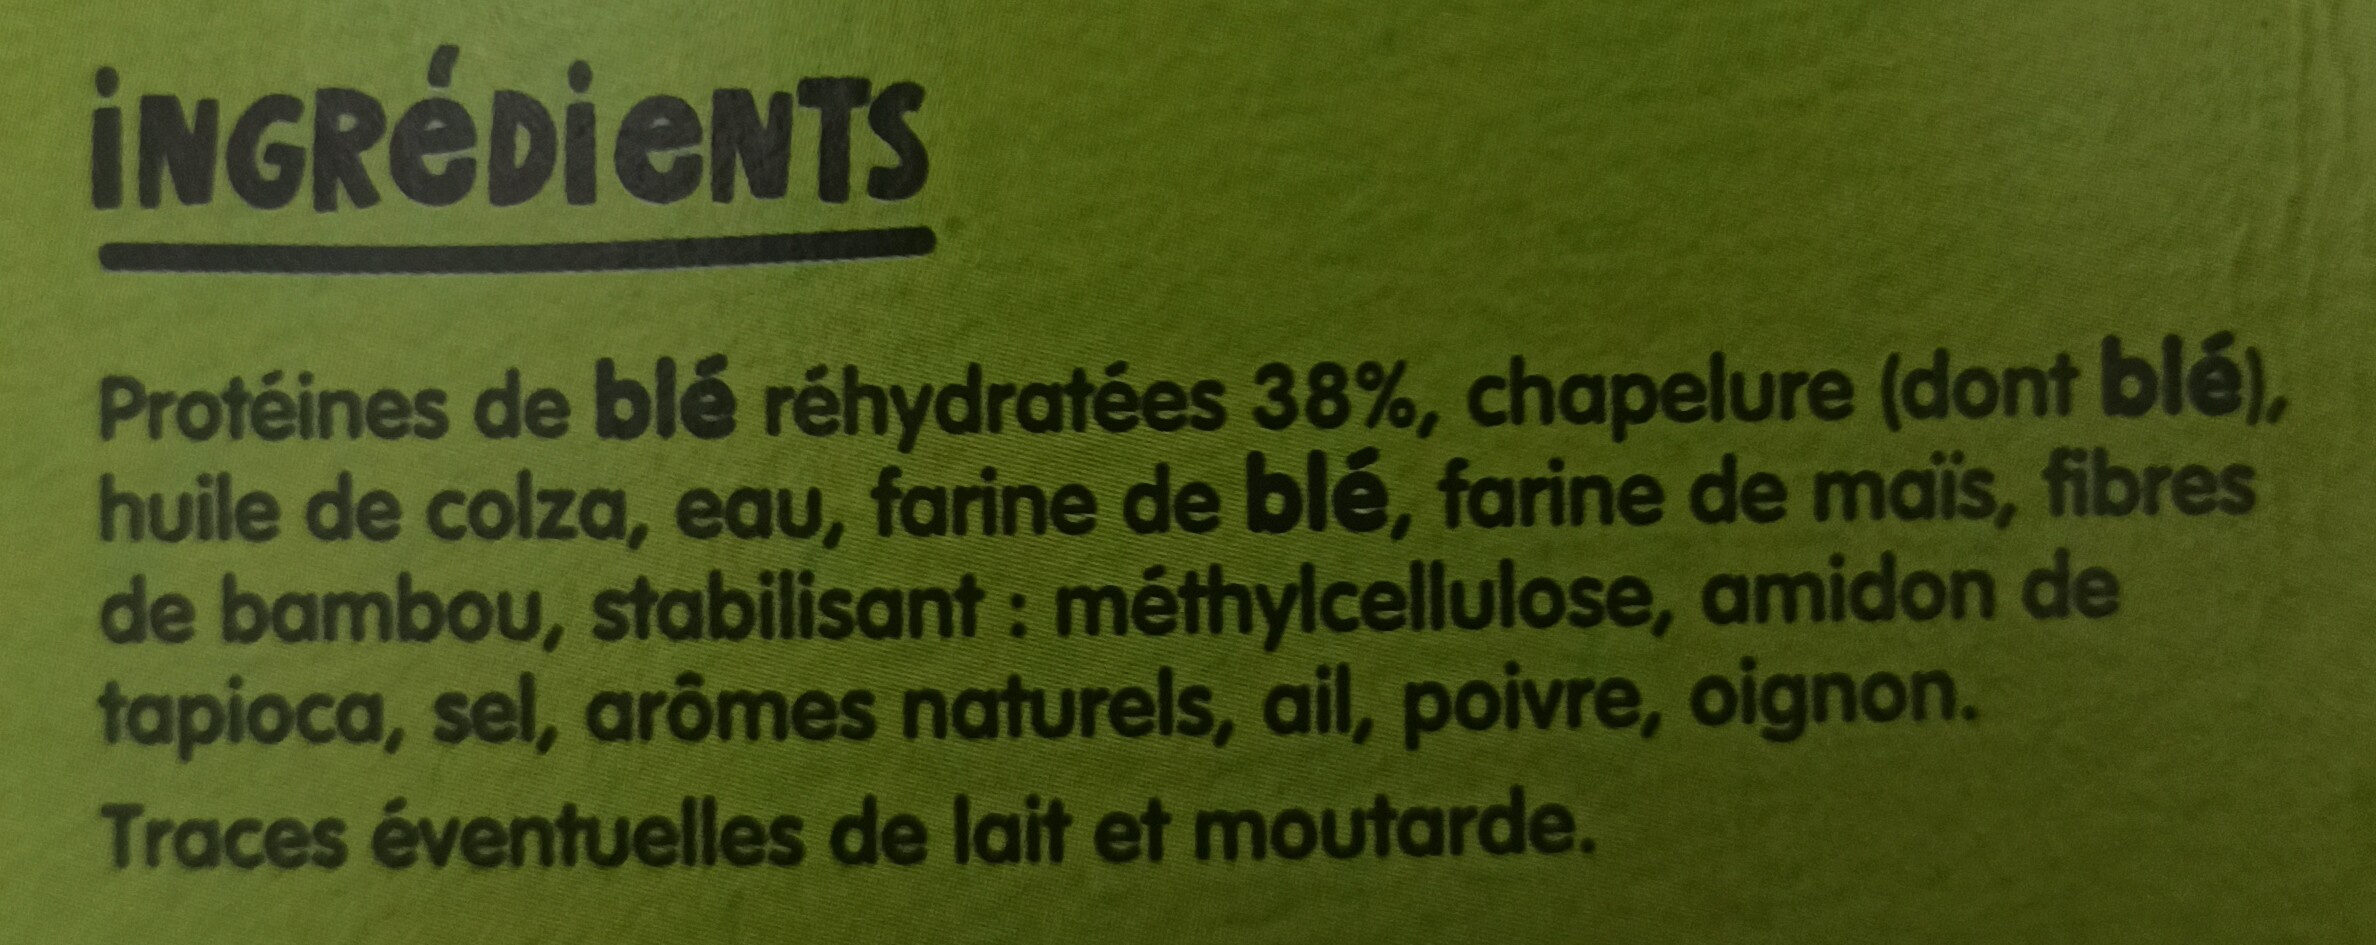 iNGRéDieNTS
Protéines de blé réhydratées 38%, chapelure (dont blé),
huile de colza, eau, farine de blé, farine de maïs, fibres
de bambou, stabilisant : méthylcellulose, amidon de
tapioca, sel, arômes naturels, ail, poivre, oignon.
Traces éventuelles de lait et moutarde.